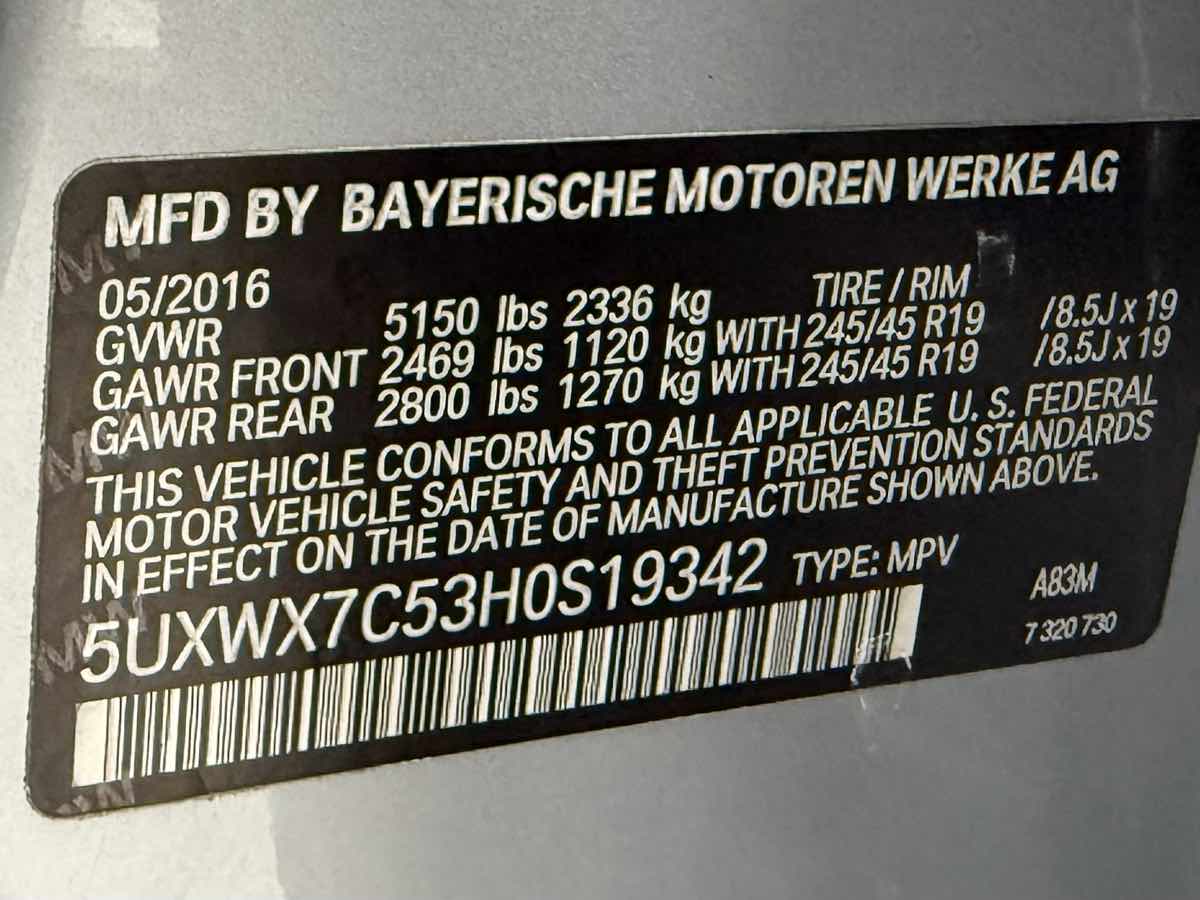 MFD BY BAYERISCHE MOTOREN WERKE AG
05/2016 TIRE / RIM
GVWR 5150 lbs 2336 kg
GAWR FRONT 2469 lbs 1120 kg WITH 245/45 R19 /8.5J x 19
GAWR REAR 2800 lbs 1270 kg WITH 245/45 R19 /8.5J x 19
THIS VEHICLE CONFORMS TO ALL APPLICABLE U. S. FEDERAL
MOTOR VEHICLE SAFETY AND THEFT PREVENTION STANDARDS
IN EFFECT ON THE DATE OF MANUFACTURE SHOWN ABOVE.
5UXWX7C53H0S19342 TYPE: MPV A83M
7 320 730